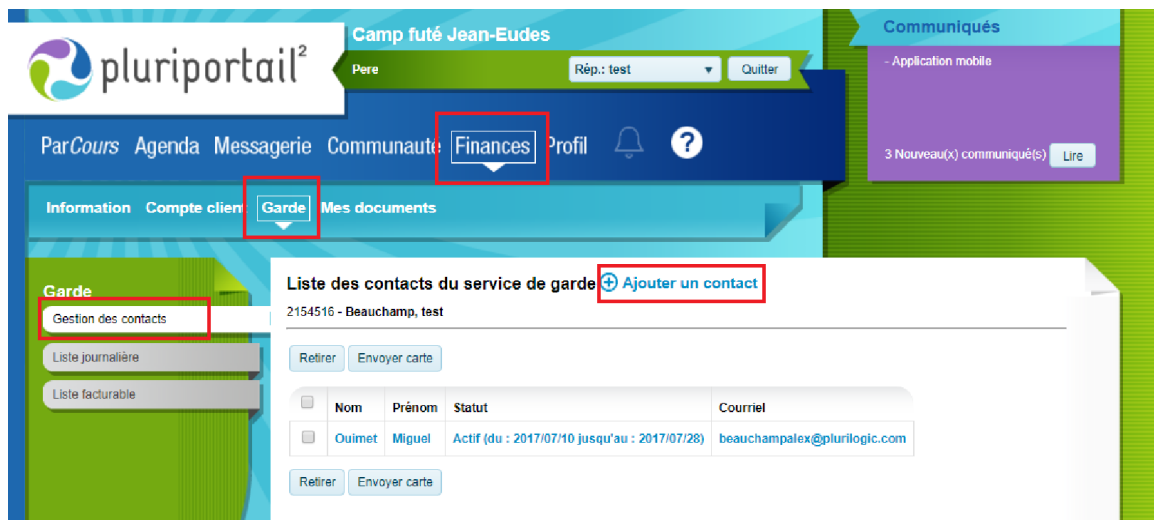 pluriportail²
Camp futé Jean-Eudes
Pere
Rép.: test
Quitter
Communiqués
- Application mobile
3 Nouveau(x) communiqué(s)
Lire
ParCours Agenda Messagerie Communauté Finances Profil ?
Information Compte client Garde Mes documents
Garde
Gestion des contacts
Liste journalière
Liste facturable
Liste des contacts du service de garde Ajouter un contact
2154516 - Beauchamp, test
Retirer Envoyer carte
Nom Prénom Statut Courriel
Ouimet Miguel Actif (du : 2017/07/10 jusqu'au : 2017/07/28) beauchampalex@plurilogic.com
Retirer Envoyer carte